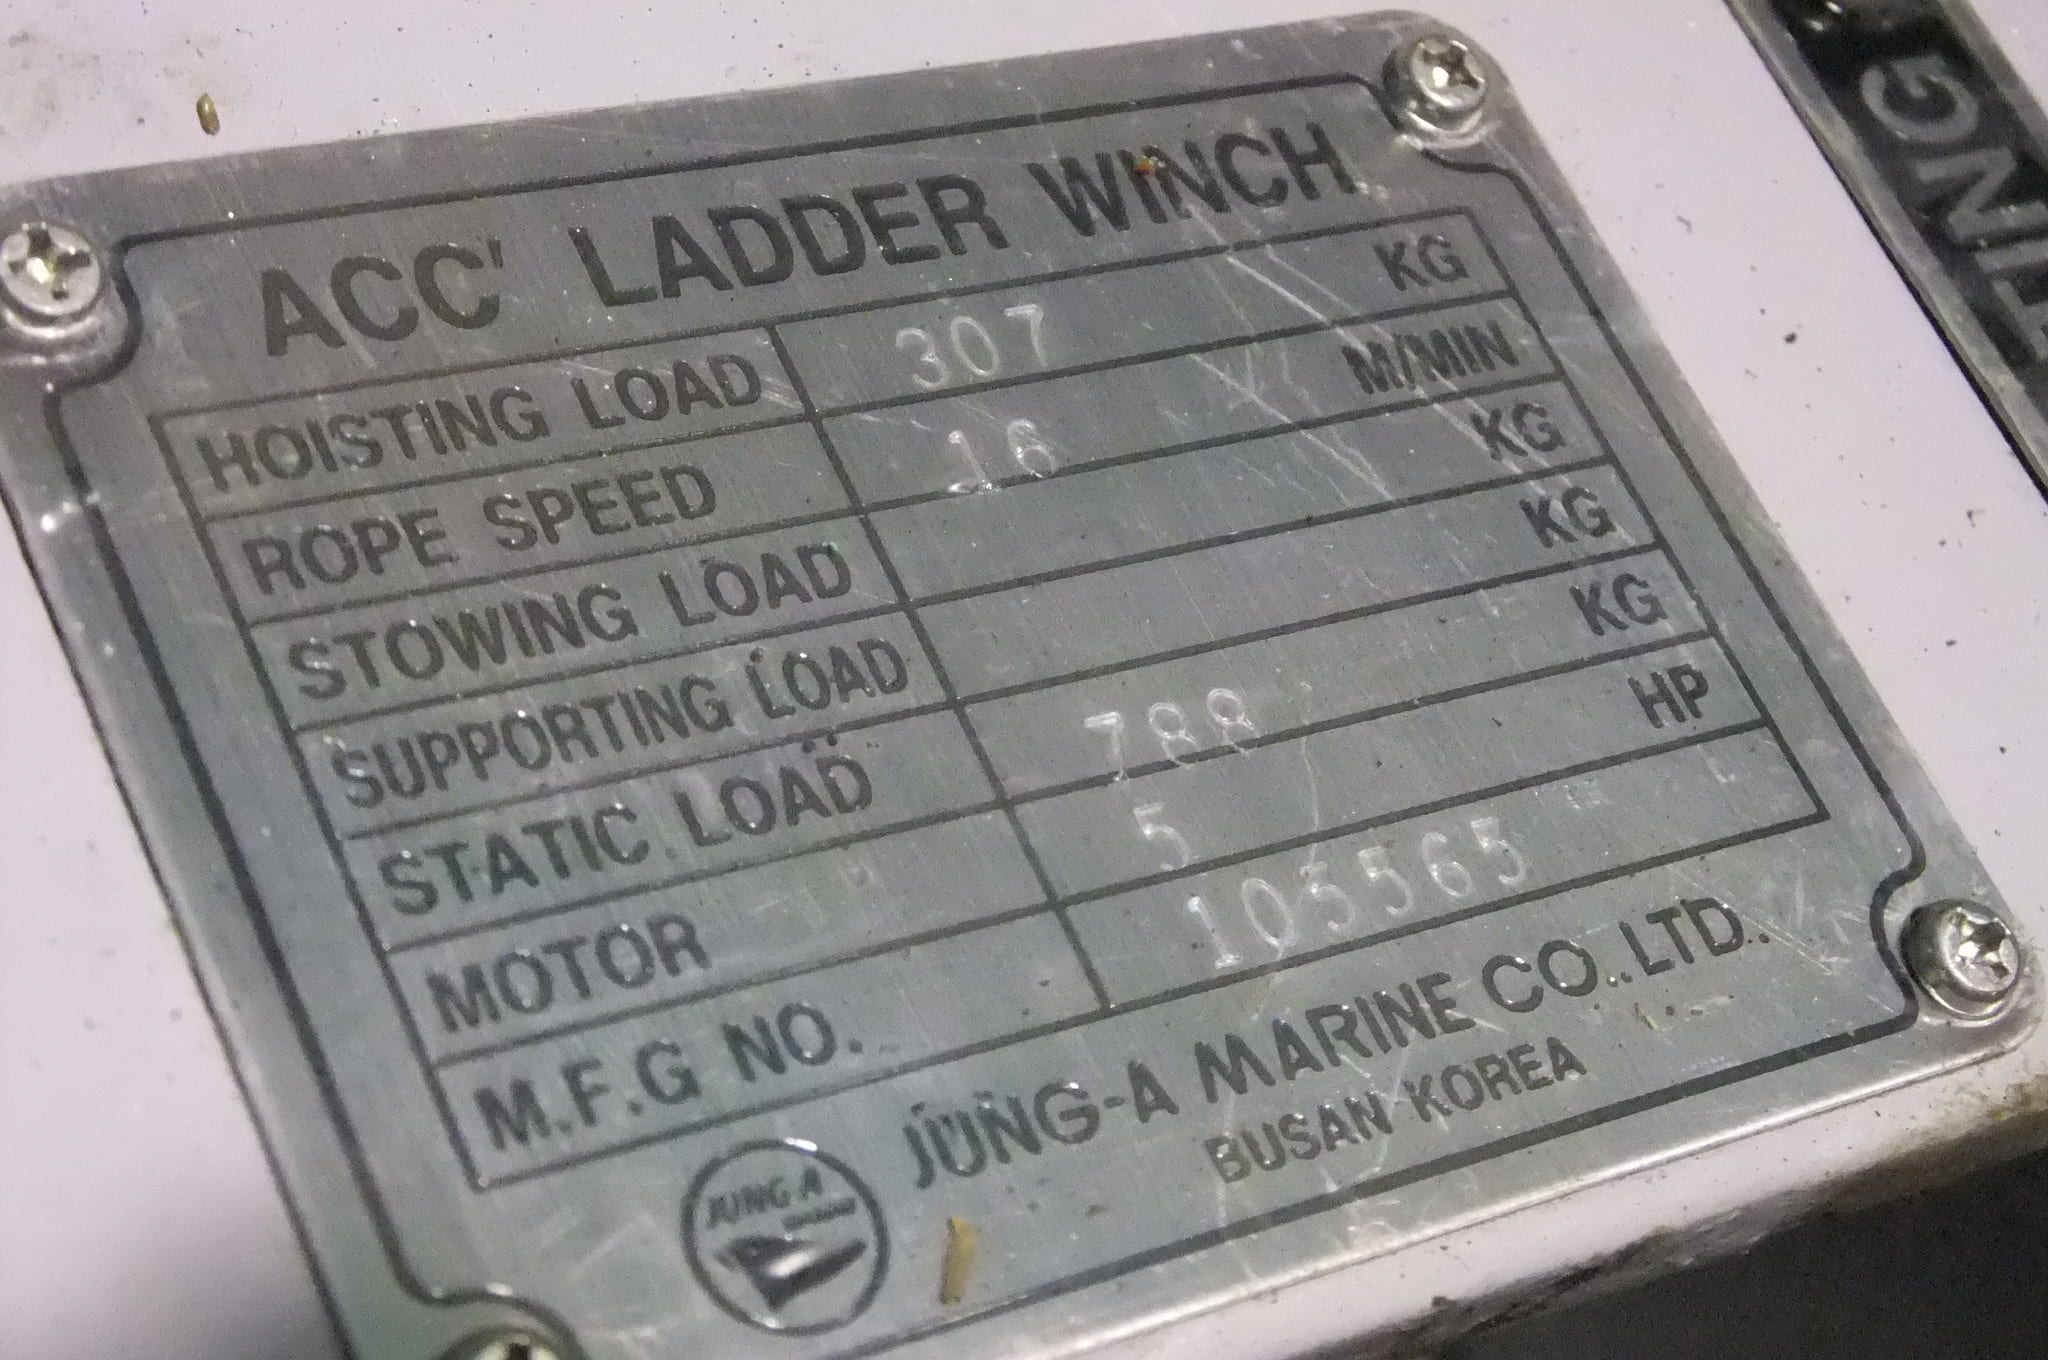 ACC' LADDER WINCH
HOISTING LOAD 307 KG
ROPE SPEED 16 M/MIN
STOWING LOAD KG
SUPPORTING LOAD KG
STATIC LOAD 788 KG
MOTOR 5 HP
M.F.G NO. 105565
JUNG-A MARINE CO.,LTD.
BUSAN KOREA
JUNG A